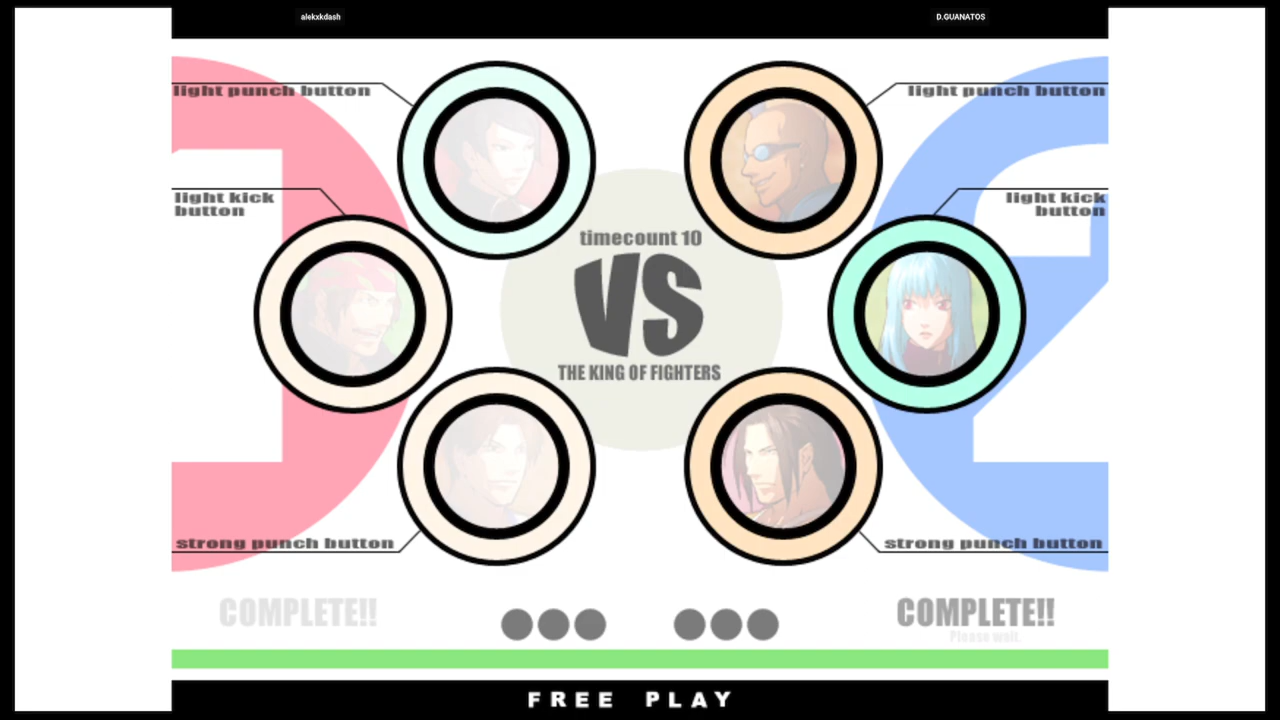 alekxkdash
D.GUANATOS
light punch button
light punch button
light kick
button
light kick
button
timecount 10
VS
THE KING OF FIGHTERS
strong punch button
strong punch button
COMPLETE!!
COMPLETE!!
Please wait.
FREE PLAY